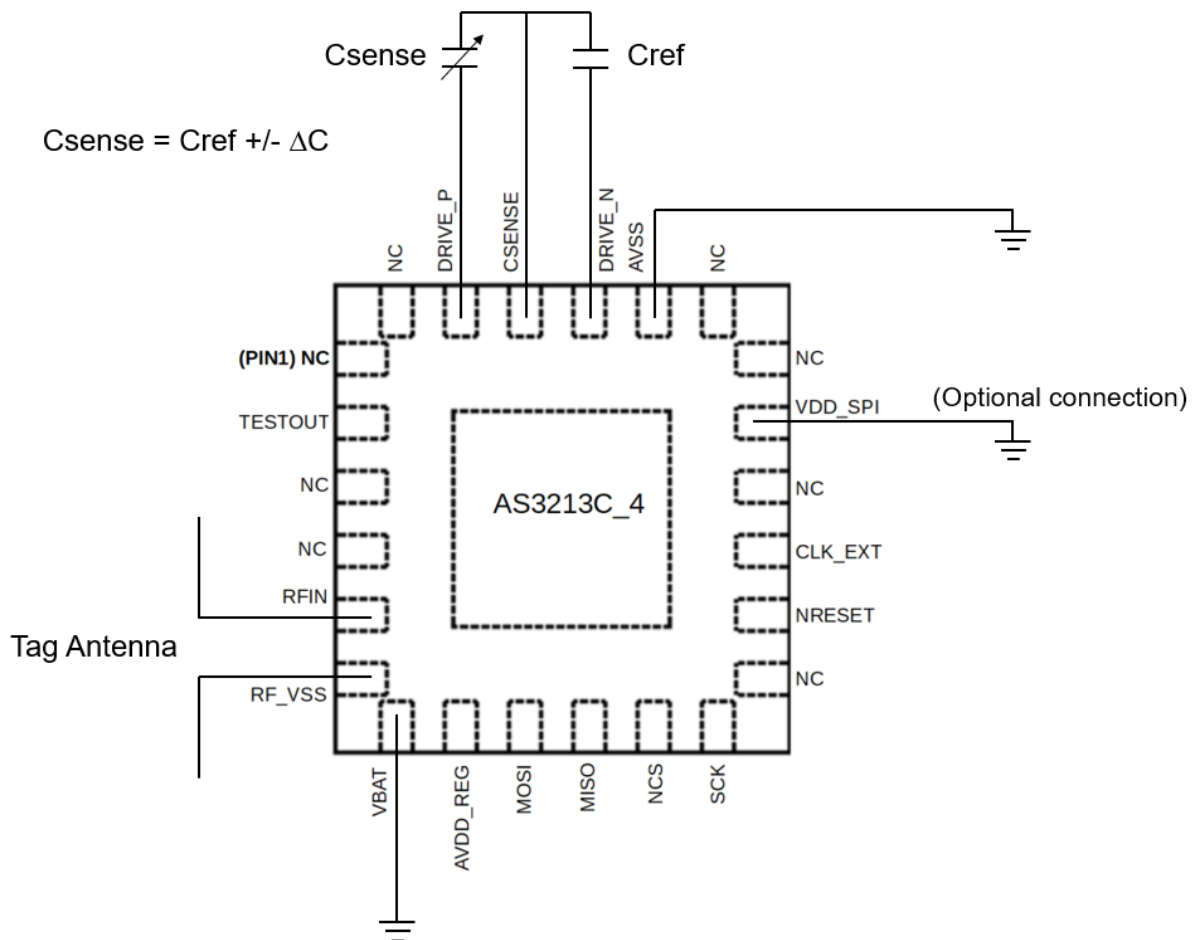 Csense
Cref
Csense = Cref +/- ΔC
NC
DRIVE_P
CSENSE
DRIVE_N
AVSS
NC
(PIN1) NC
TESTOUT
NC
NC
RFIN
RF_VSS
Tag Antenna
AS3213C_4
NC
VDD_SPI
(Optional connection)
NC
CLK_EXT
NRESET
NC
VBAT
AVDD_REG
MOSI
MISO
NCS
SCK